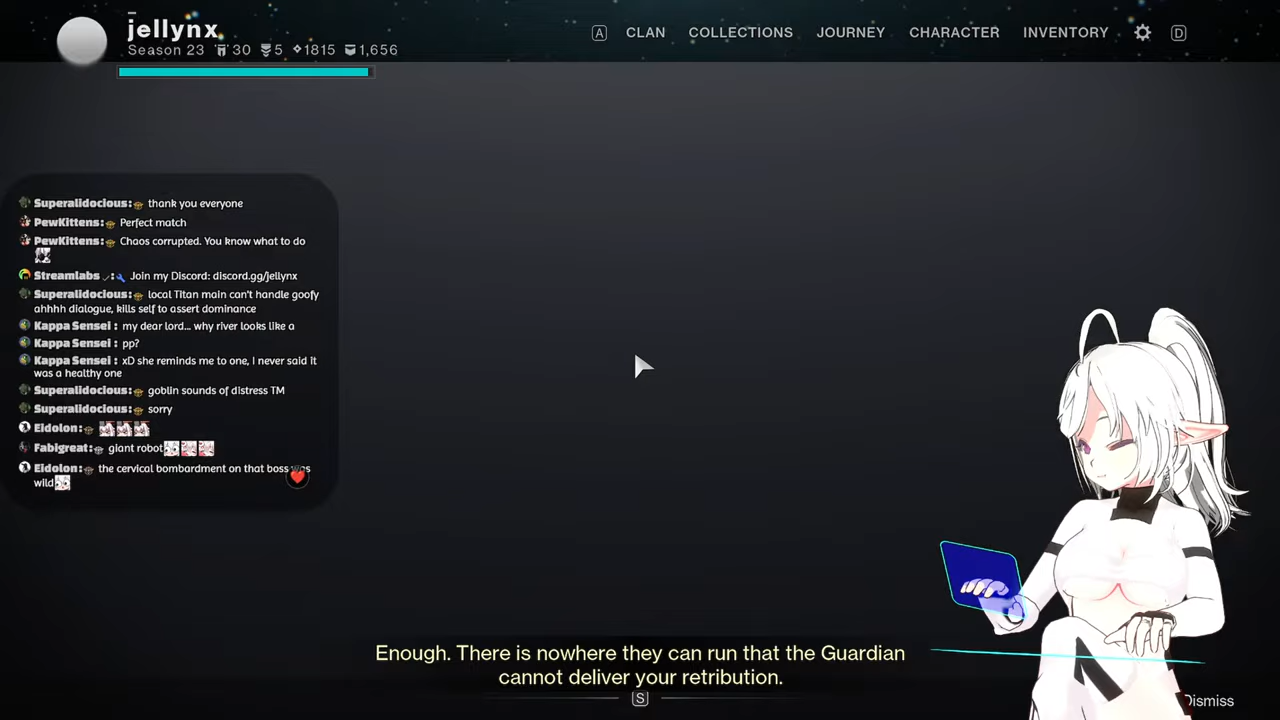 jellynx
Season 23 30 5 1815 1,656
A CLAN COLLECTIONS JOURNEY CHARACTER INVENTORY D
Superalidocious: thank you everyone
PewKittens: Perfect match
PewKittens: Chaos corrupted. You know what to do
Streamlabs : Join my Discord: discord.gg/jellynx
Superalidocious: local Titan main can't handle goofy
ahhhh dialogue, kills self to assert dominance
Kappa Sensei : my dear lord... why river looks like a
Kappa Sensei : pp?
Kappa Sensei : xD she reminds me to one, I never said it
was a healthy one
Superalidocious: goblin sounds of distress TM
Superalidocious: sorry
Eidolon:
Fabigreat: giant robot
Eidolon: the cervical bombardment on that boss was
wild
Enough. There is nowhere they can run that the Guardian
cannot deliver your retribution.
S
Dismiss